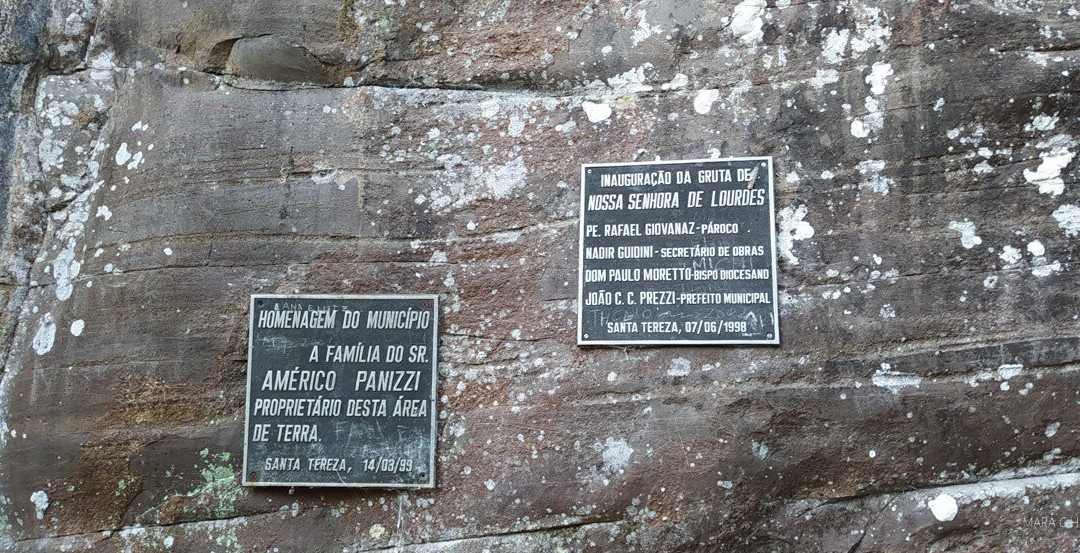 INAUGURAÇÃO DA GRUTA DE
NOSSA SENHORA DE LOURDES
PE. RAFAEL GIOVANAZ-PÁROCO.
NADIR GUIDINI-SECRETÁRIO DE OBRAS
DOM PAULO MORETTO-BISPO DIOCESANO
JOÃO C. C. PREZZI-PREFEITO MUNICIPAL
SANTA TEREZA, 07/06/1998
HOMENAGEM DO MUNICÍPIO
A FAMÍLIA DO SR.
AMÉRICO PANIZZI
PROPRIETÁRIO DESTA ÁREA
DE TERRA.
SANTA TEREZA, 14/03/99
MARA